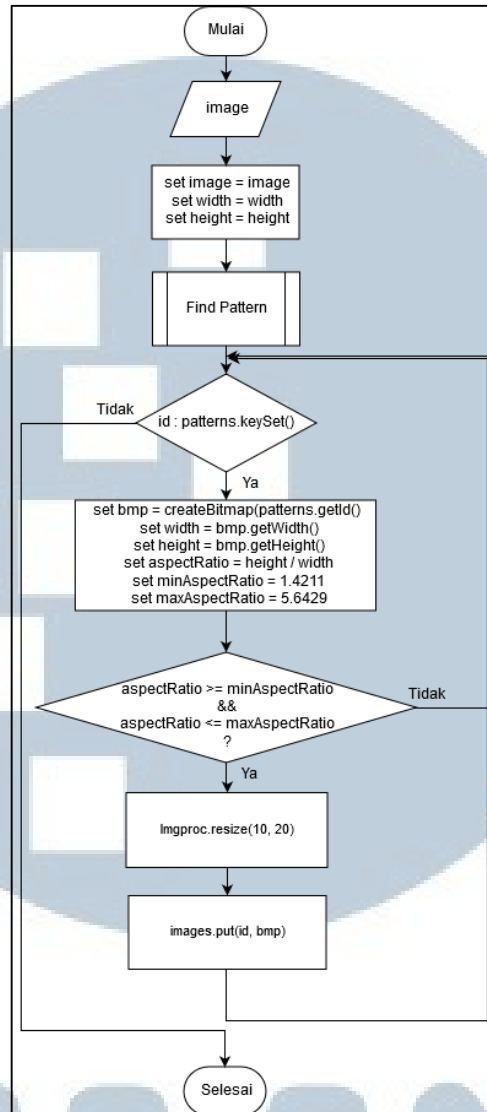 Mulai
image
set image = image
set width = width
set height = height
Find Pattern
Tidak
id : patterns.keySet()
Ya
set bmp = createBitmap(patterns.getId()
set width = bmp.getWidth()
set height = bmp.getHeight()
set aspectRatio = height / width
set minAspectRatio = 1.4211
set maxAspectRatio = 5.6429
aspectRatio >= minAspectRatio
&&
aspectRatio <= maxAspectRatio
?
Tidak
Ya
Imgproc.resize(10, 20)
images.put(id, bmp)
Selesai